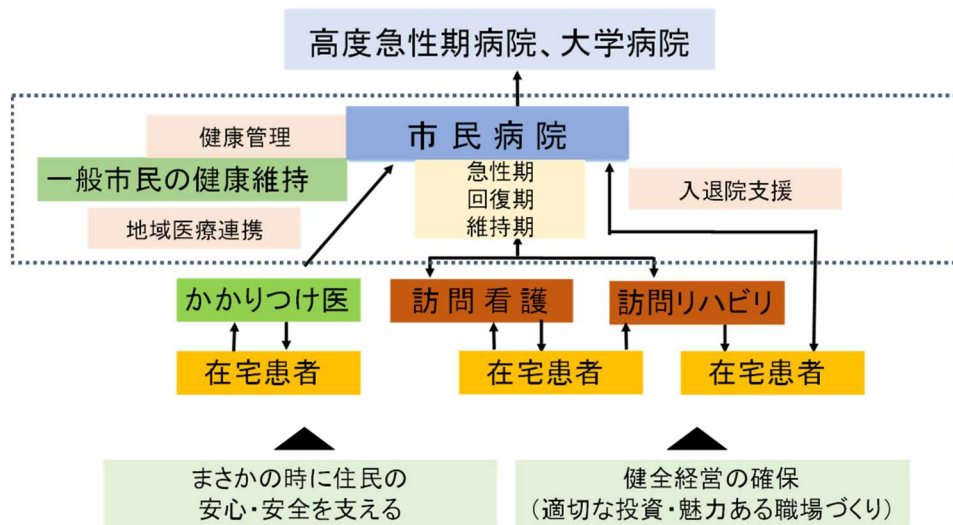 高度急性期病院、大学病院
市民病院
健康管理
一般市民の健康維持
地域医療連携
急性期
回復期
維持期
入退院支援
かかりつけ医
訪問看護
訪問リハビリ
在宅患者
在宅患者
在宅患者
まさかの時に住民の
安心・安全を支える
健全経営の確保
(適切な投資・魅力ある職場づくり)